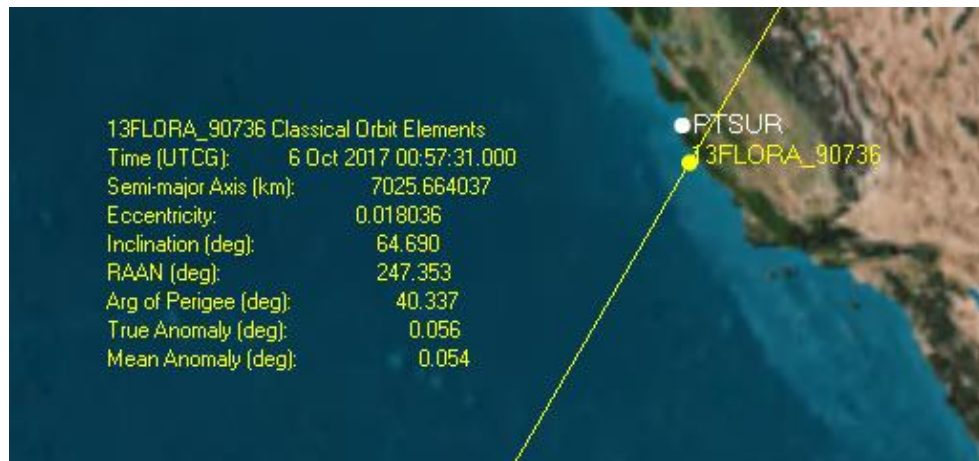 13FLORA_90736 Classical Orbit Elements
Time (UTCG): 6 Oct 2017 00:57:31.000
Semi-major Axis (km): 7025.664037
Eccentricity: 0.018036
Inclination (deg): 64.690
RAAN (deg): 247.353
Arg of Perigee (deg): 40.337
True Anomaly (deg): 0.056
Mean Anomaly (deg): 0.054
PTSUR
13FLORA_90736